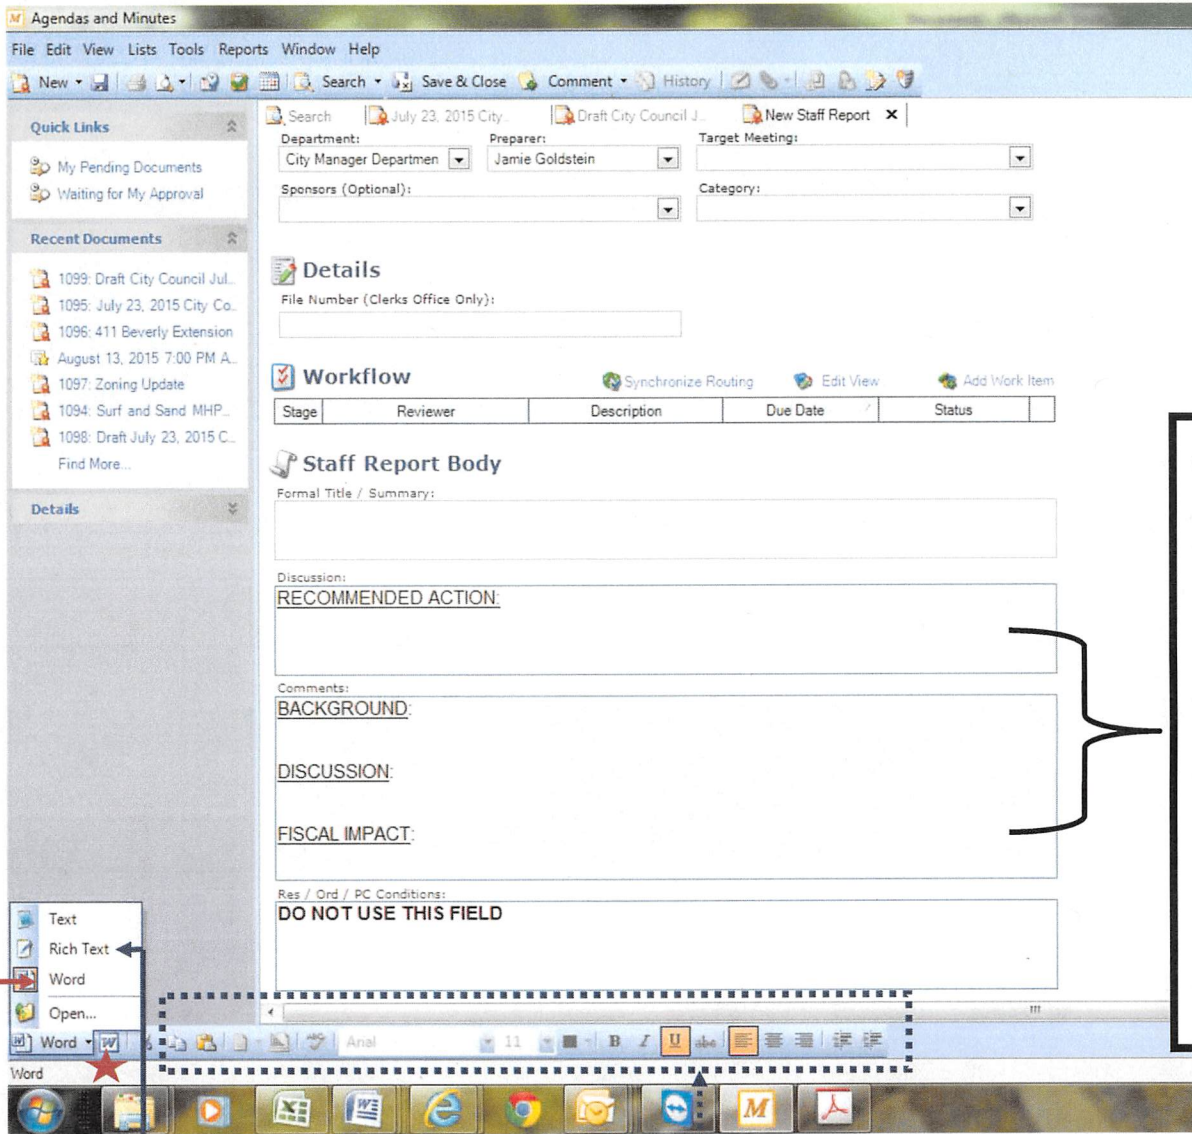 Agendas and Minutes
File Edit View Lists Tools Reports Window Help
New Search Save & Close Comment History
Quick Links
My Pending Documents
Waiting for My Approval
Recent Documents
1099: Draft City Council Jul...
1095: July 23, 2015 City Co...
1096: 411 Beverly Extension
August 13, 2015 7:00 PM A...
1097: Zoning Update
1094: Surf and Sand MHP...
1098: Draft July 23, 2015 C...
Find More...
Details
Search July 23, 2015 City... Draft City Council J... New Staff Report X
Department: Preparer: Target Meeting:
City Manager Departmen Jamie Goldstein
Sponsors (Optional): Category:
Details
File Number (Clerks Office Only):
Workflow Synchronize Routing Edit View Add Work Item
Stage Reviewer Description Due Date Status
Staff Report Body
Formal Title / Summary:
Discussion:
RECOMMENDED ACTION:
Comments:
BACKGROUND:
DISCUSSION:
FISCAL IMPACT:
Res / Ord / PC Conditions:
DO NOT USE THIS FIELD
Text
Rich Text
Word
Open...
Word W Arial 11 B I U abc
Word